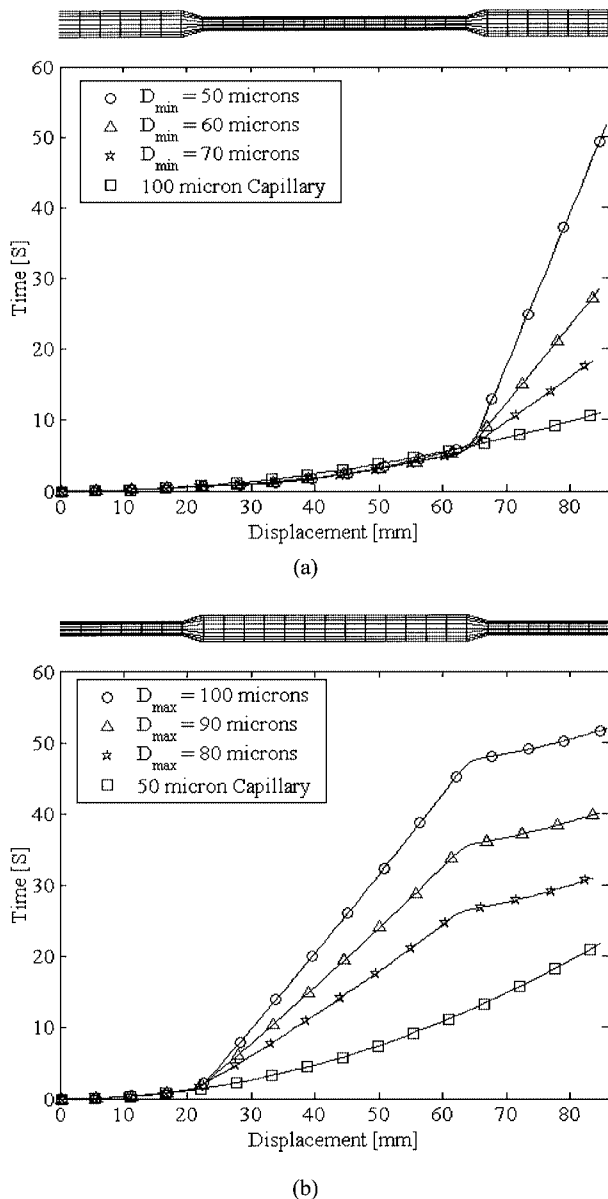 60
50
40
30
20
10
0
Time [S]
D_min = 50 microns
D_min = 60 microns
D_min = 70 microns
100 micron Capillary
0 10 20 30 40 50 60 70 80
Displacement [mm]
(a)
60
50
40
30
20
10
0
Time [S]
D_max = 100 microns
D_max = 90 microns
D_max = 80 microns
50 micron Capillary
0 10 20 30 40 50 60 70 80
Displacement [mm]
(b)